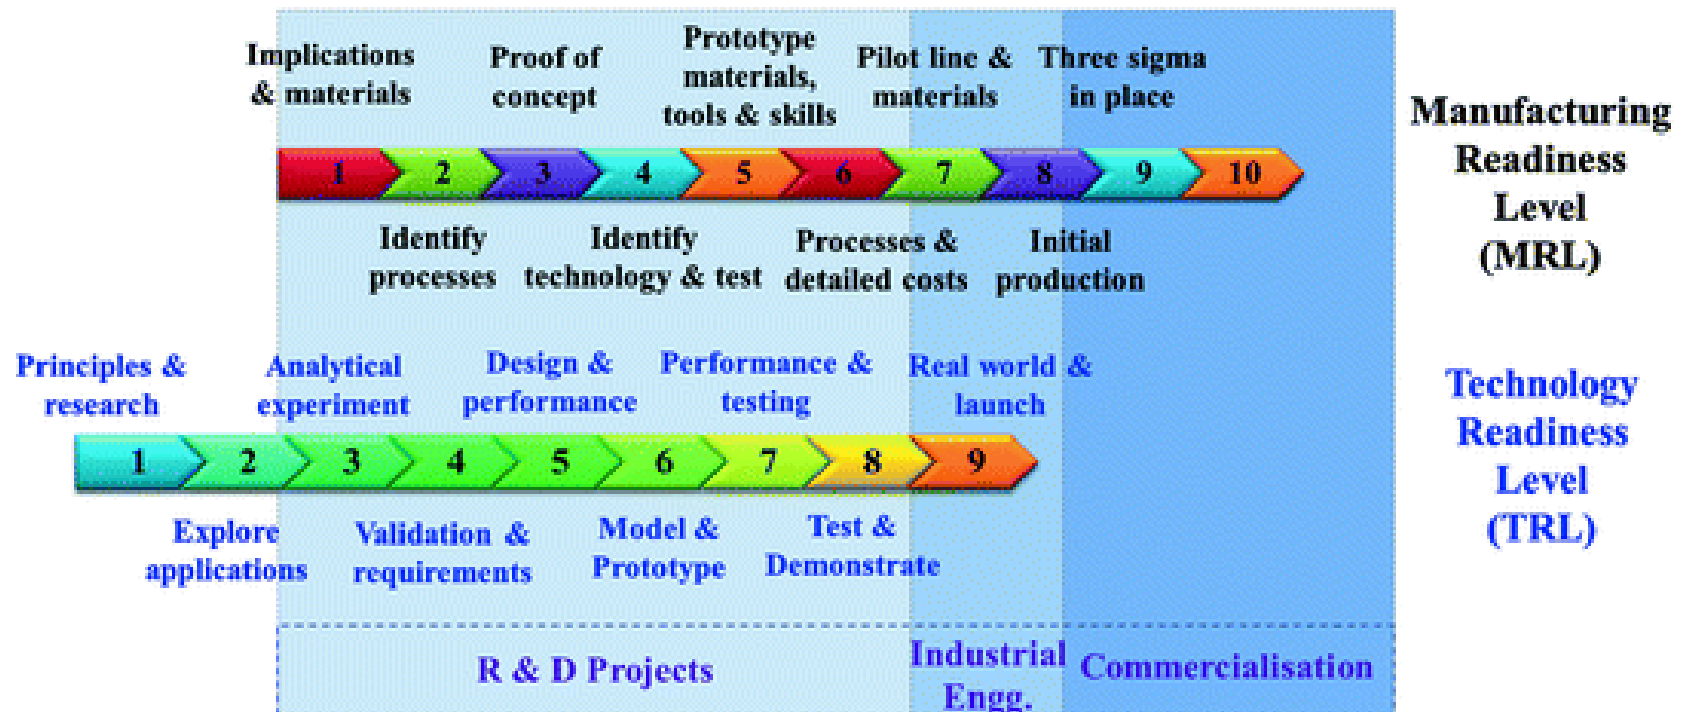 Implications
& materials
Proof of
concept
Prototype
materials,
tools & skills
Pilot line &
materials
Three sigma
in place
1 2 3 4 5 6 7 8 9 10
Identify
processes
Identify
technology & test
Processes &
detailed costs
Initial
production
Manufacturing
Readiness
Level
(MRL)
Principles &
research
Analytical
experiment
Design &
performance
Performance &
testing
Real world &
launch
1 2 3 4 5 6 7 8 9
Explore
applications
Validation &
requirements
Model &
Prototype
Test &
Demonstrate
Technology
Readiness
Level
(TRL)
R & D Projects
Industrial
Engg.
Commercialisation